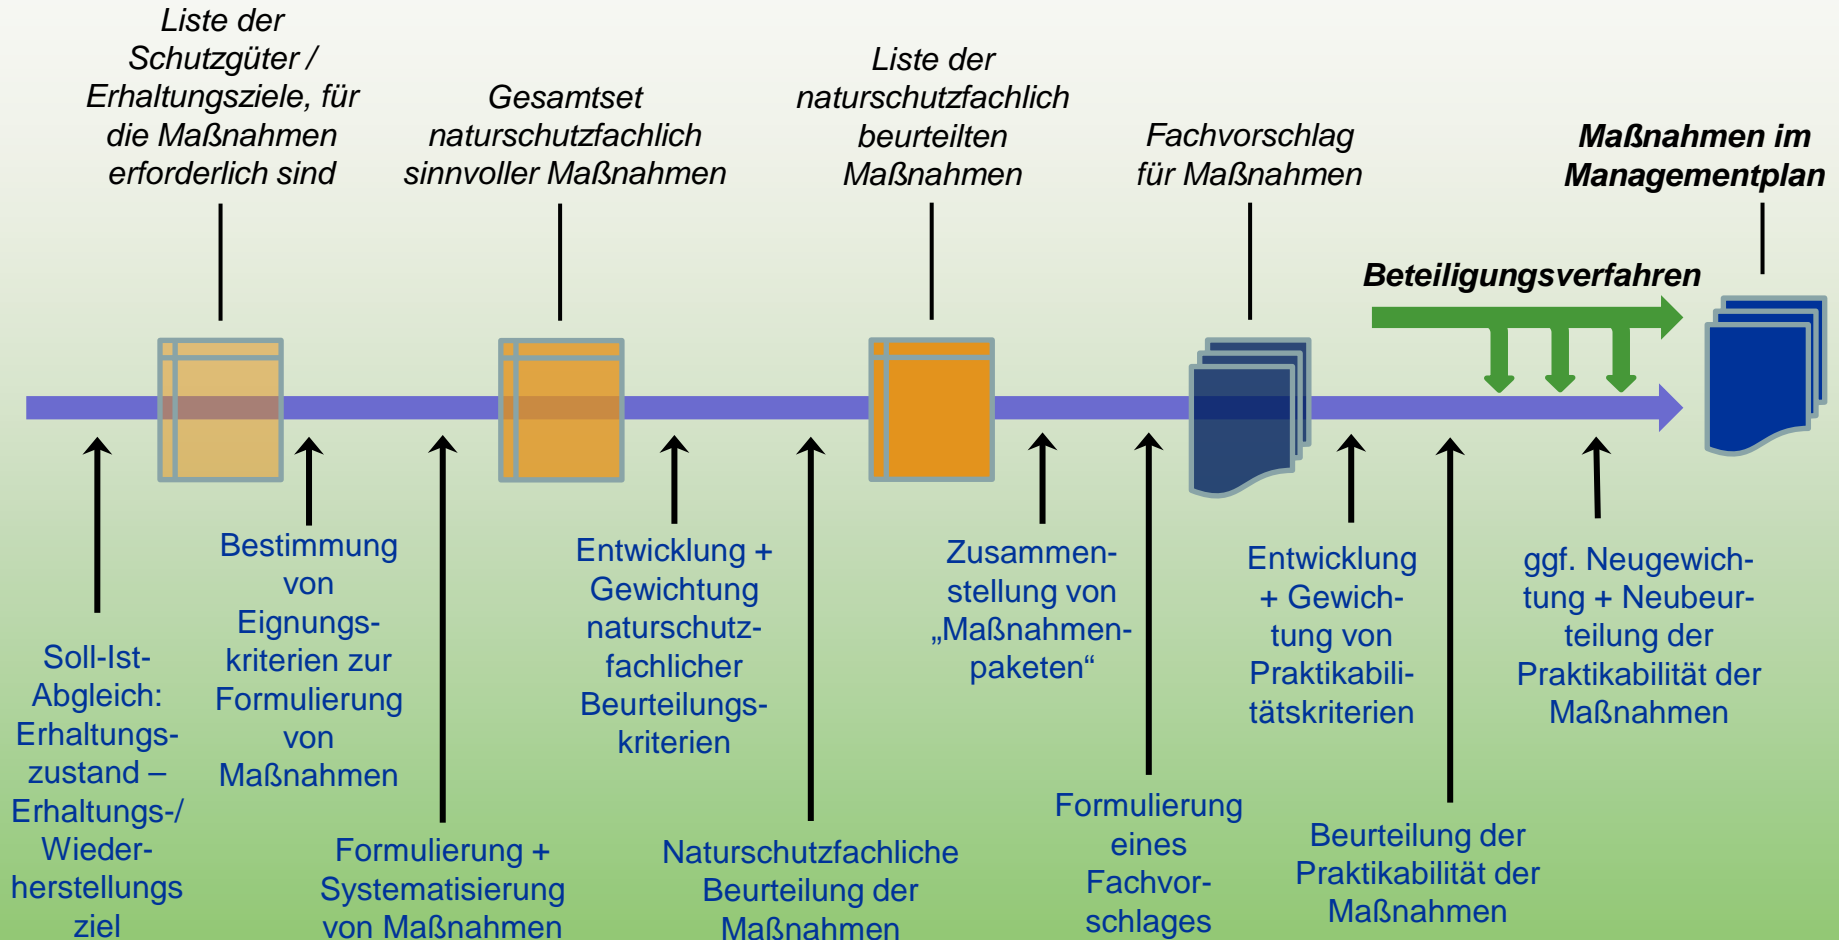 Liste der
Schutzgüter /
Erhaltungsziele, für
die Maßnahmen
erforderlich sind
Gesamtset
naturschutzfachlich
sinnvoller Maßnahmen
Liste der
naturschutzfachlich
beurteilten
Maßnahmen
Fachvorschlag
für Maßnahmen
Maßnahmen im
Managementplan
Beteiligungsverfahren
Soll-Ist-
Abgleich:
Erhaltungs-
zustand –
Erhaltungs-/
Wieder-
herstellungs
ziel
Bestimmung
von
Eignungs-
kriterien zur
Formulierung
von
Maßnahmen
Formulierung +
Systematisierung
von Maßnahmen
Entwicklung +
Gewichtung
naturschutz-
fachlicher
Beurteilungs-
kriterien
Naturschutzfachliche
Beurteilung der
Maßnahmen
Zusammen-
stellung von
„Maßnahmen-
paketen“
Formulierung
eines
Fachvor-
schlages
Entwicklung
+ Gewich-
tung von
Praktikabili-
tätskriterien
Beurteilung der
Praktikabilität der
Maßnahmen
ggf. Neugewich-
tung + Neubeur-
teilung der
Praktikabilität der
Maßnahmen